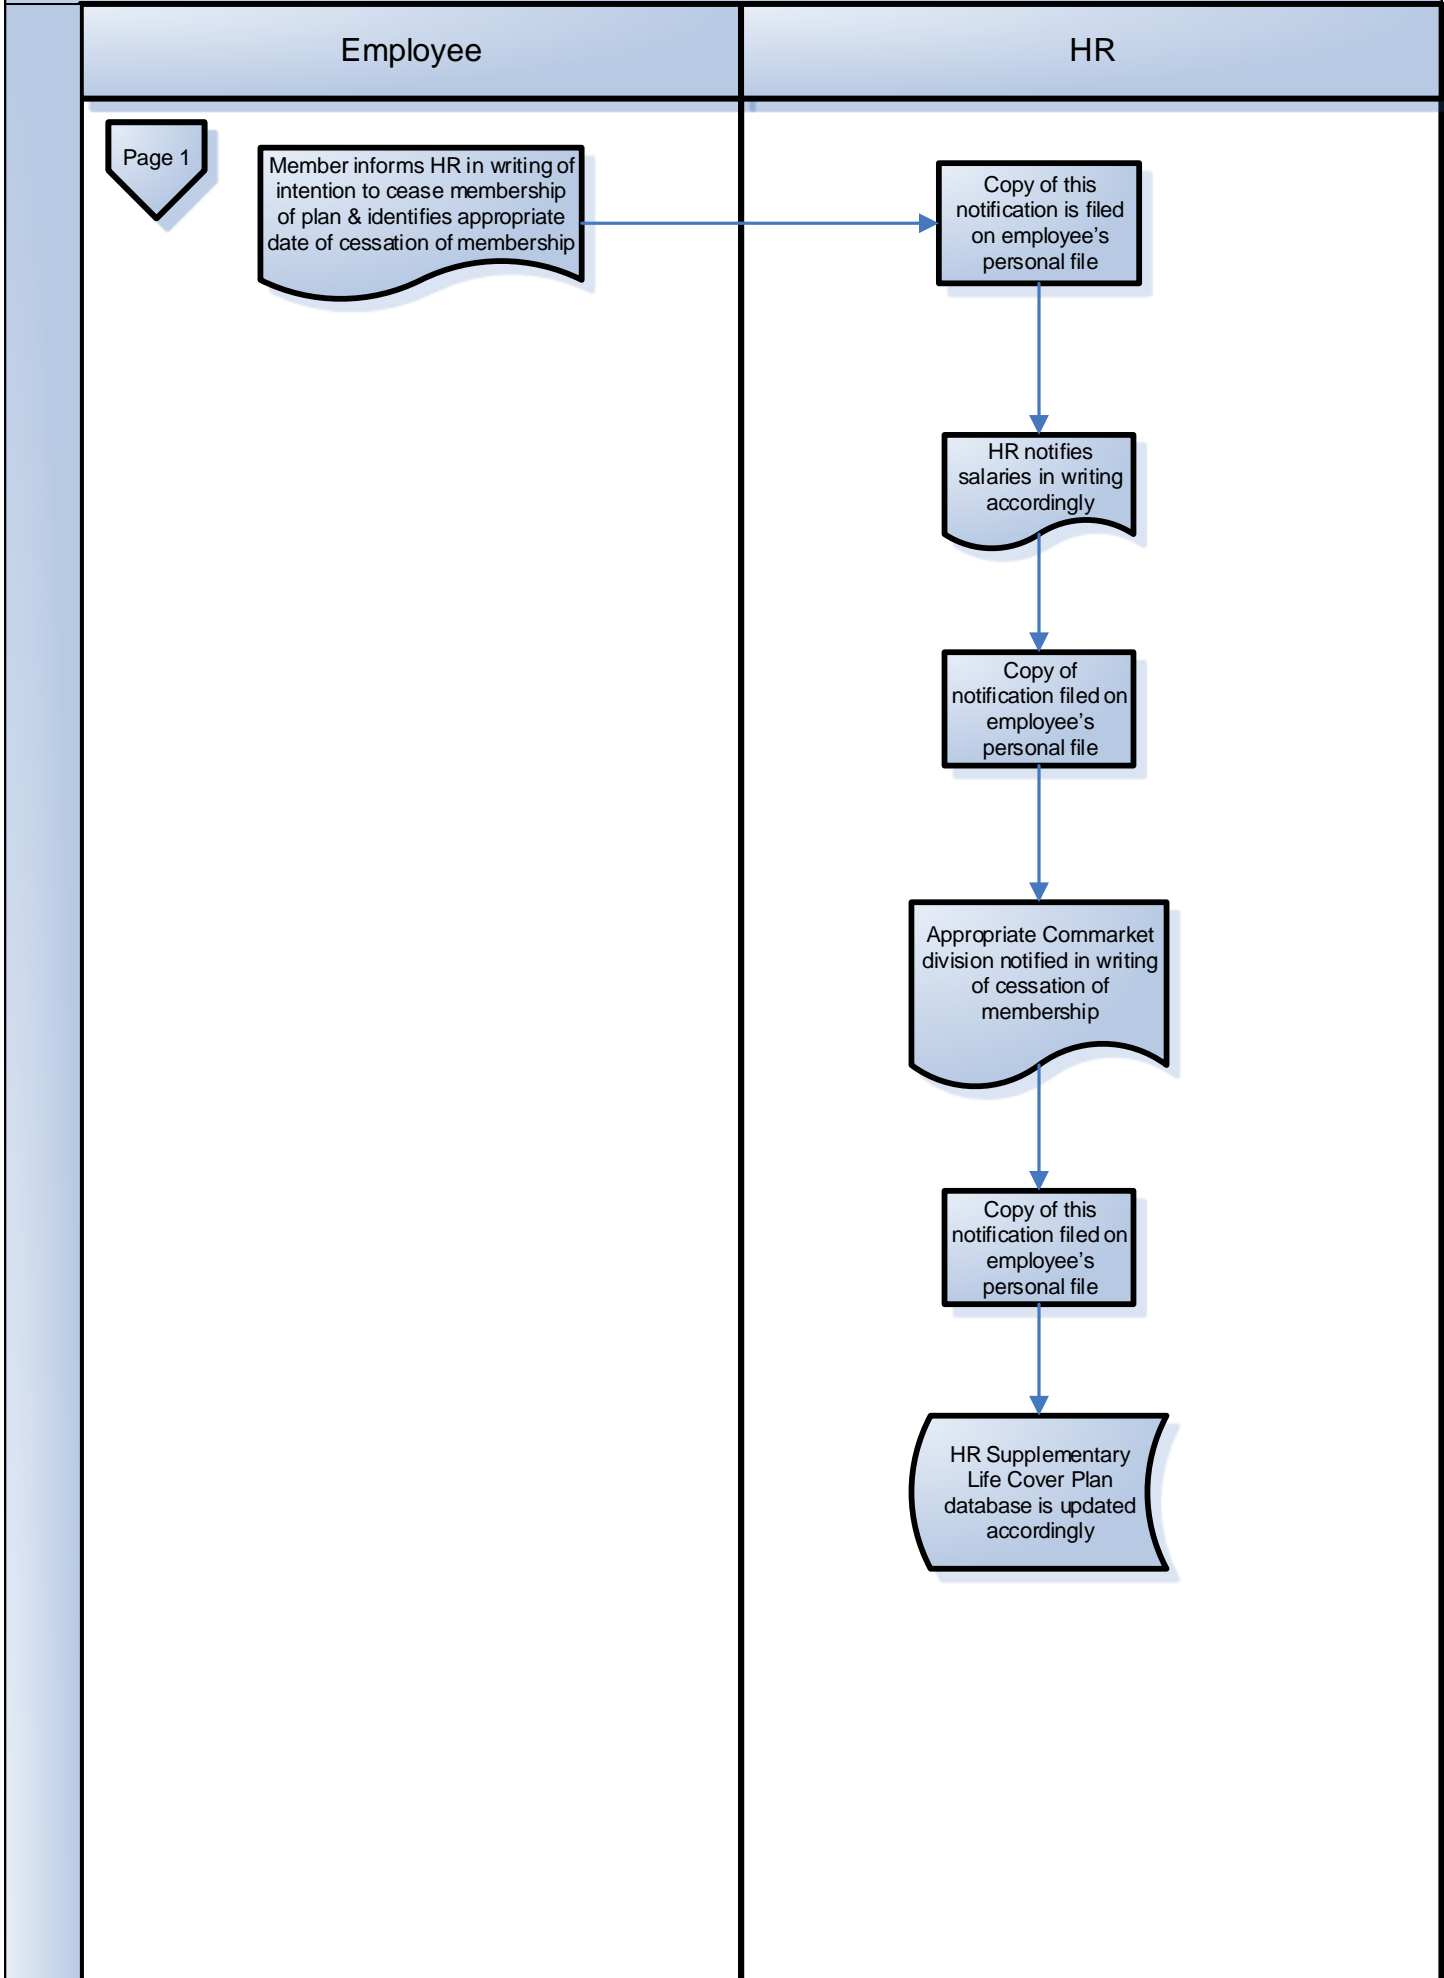 Employee
HR
Page 1
Member informs HR in writing of
intention to cease membership
of plan & identifies appropriate
date of cessation of membership
Copy of this
notification is filed
on employee's
personal file
HR notifies
salaries in writing
accordingly
Copy of
notification filed on
employee's
personal file
Appropriate Cornmarket
division notified in writing
of cessation of
membership
Copy of this
notification filed on
employee's
personal file
HR Supplementary
Life Cover Plan
database is updated
accordingly